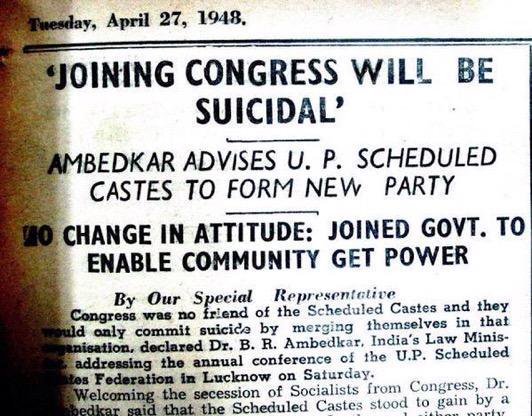 Tuesday, April 27, 1948.
'JOINING CONGRESS WILL BE
SUICIDAL'
AMBEDKAR ADVISES U. P. SCHEDULED
CASTES TO FORM NEW PARTY
NO CHANGE IN ATTITUDE: JOINED GOVT. TO
ENABLE COMMUNITY GET POWER
By Our Special Representative
Congress was no friend of the Scheduled Castes and they
would only commit suicide by merging themselves in that
organisation, declared Dr. B. R. Ambedkar, India's Law Minis-
addressing the annual conference of the U.P. Scheduled
Federation in Lucknow on Saturday.
Welcoming the secession of Socialists from Congress, Dr.
Ambedkar said that the Scheduled Castes stood to gain by a
either party